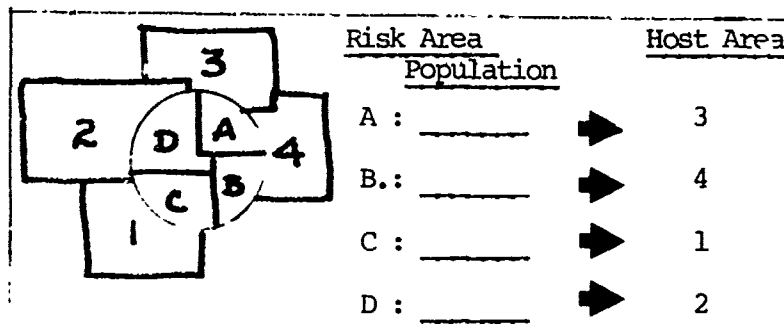 3
2
D
A
4
B
C
1
Risk Area Host Area
Population
A : ______ 3
B.: ______ 4
C : ______ 1
D : ______ 2